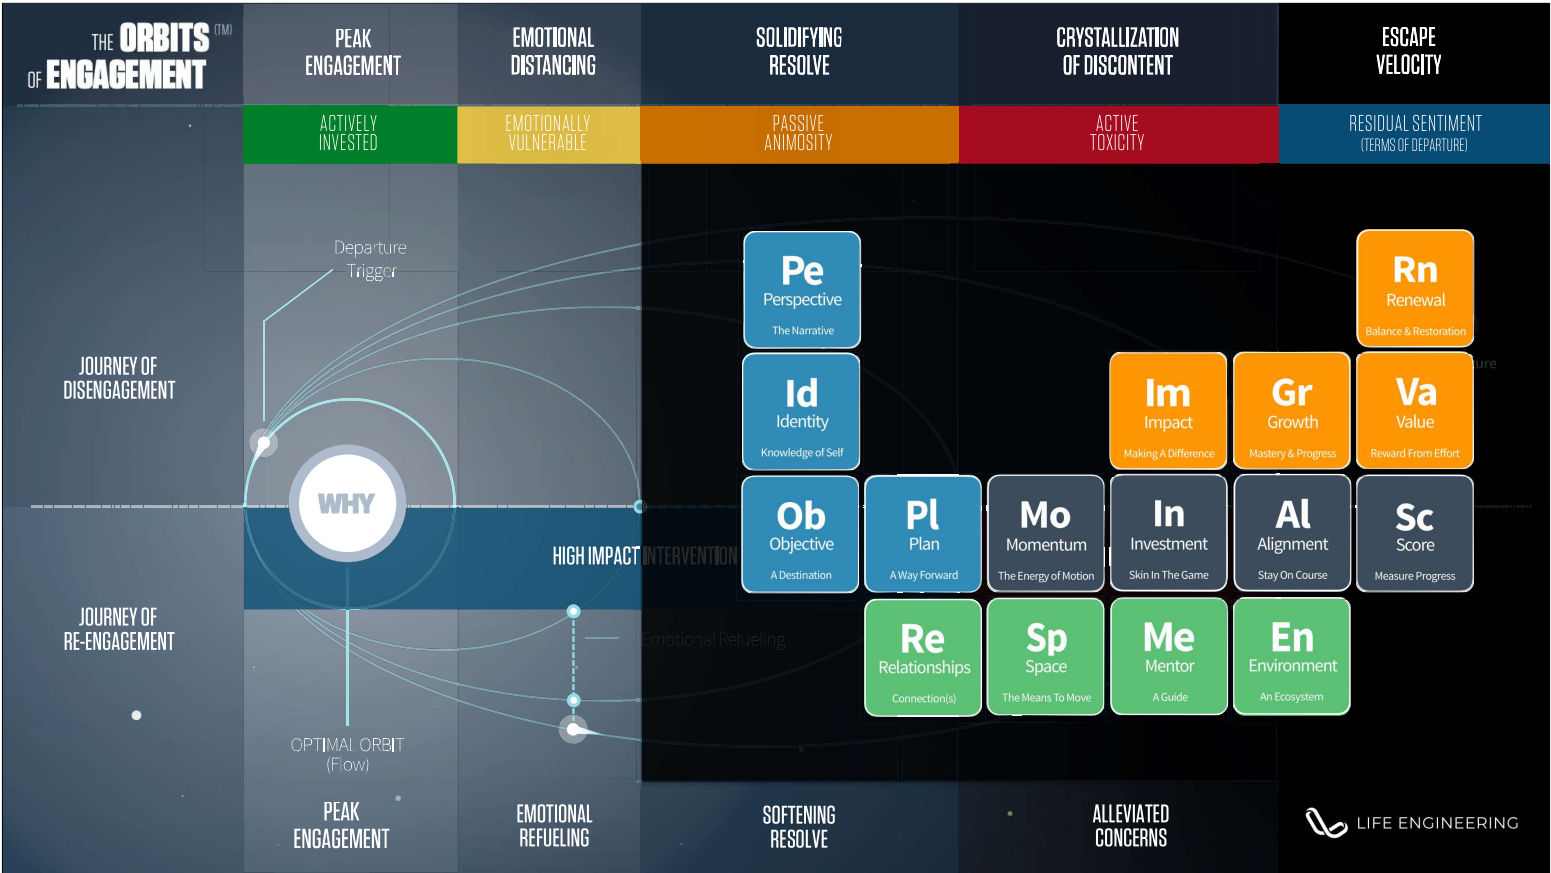 THE ORBITS (TM)
OF ENGAGEMENT
PEAK
ENGAGEMENT
EMOTIONAL
DISTANCING
SOLIDIFYING
RESOLVE
CRYSTALLIZATION
OF DISCONTENT
ESCAPE
VELOCITY
ACTIVELY
INVESTED
EMOTIONALLY
VULNERABLE
PASSIVE
ANIMOSITY
ACTIVE
TOXICITY
RESIDUAL SENTIMENT
(TERMS OF DEPARTURE)
Departure
Trigger
JOURNEY OF
DISENGAGEMENT
WHY
Pe
Perspective
The Narrative
Rn
Renewal
Balance & Restoration
Id
Identity
Knowledge of Self
Im
Impact
Making A Difference
Gr
Growth
Mastery & Progress
Va
Value
Reward From Effort
Ob
Objective
A Destination
Pl
Plan
A Way Forward
Mo
Momentum
The Energy of Motion
In
Investment
Skin In The Game
Al
Alignment
Stay On Course
Sc
Score
Measure Progress
HIGH IMPACT INTERVENTION
JOURNEY OF
RE-ENGAGEMENT
Emotional Refueling
Re
Relationships
Connection(s)
Sp
Space
The Means To Move
Me
Mentor
A Guide
En
Environment
An Ecosystem
OPTIMAL ORBIT
(Flow)
PEAK
ENGAGEMENT
EMOTIONAL
REFUELING
SOFTENING
RESOLVE
ALLEVIATED
CONCERNS
LIFE ENGINEERING